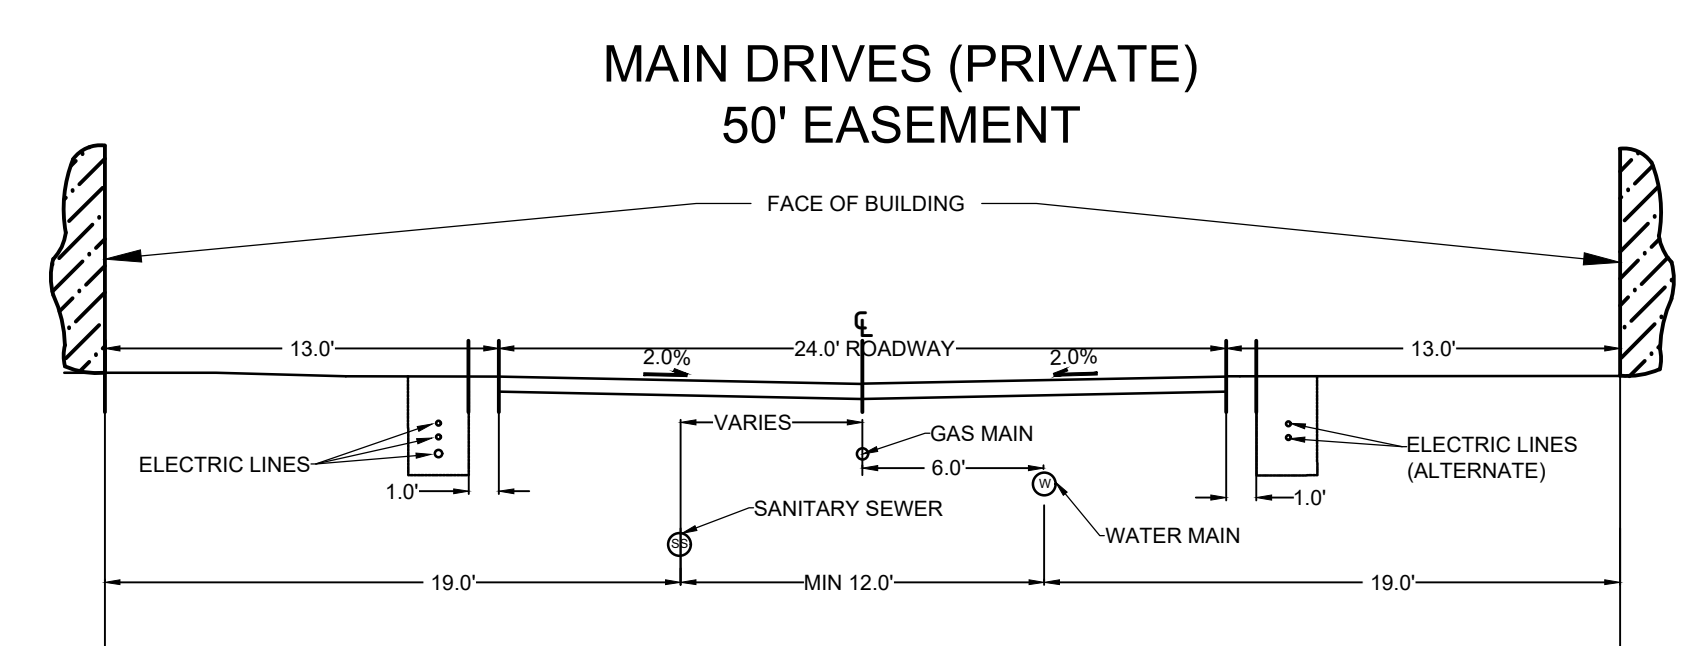 MAIN DRIVES (PRIVATE)
50' EASEMENT
FACE OF BUILDING
℄
13.0'
24.0' ROADWAY
13.0'
2.0%
2.0%
VARIES
GAS MAIN
ELECTRIC LINES
6.0'
ELECTRIC LINES
(ALTERNATE)
1.0'
W
1.0'
SANITARY SEWER
WATER MAIN
SS
19.0'
MIN 12.0'
19.0'